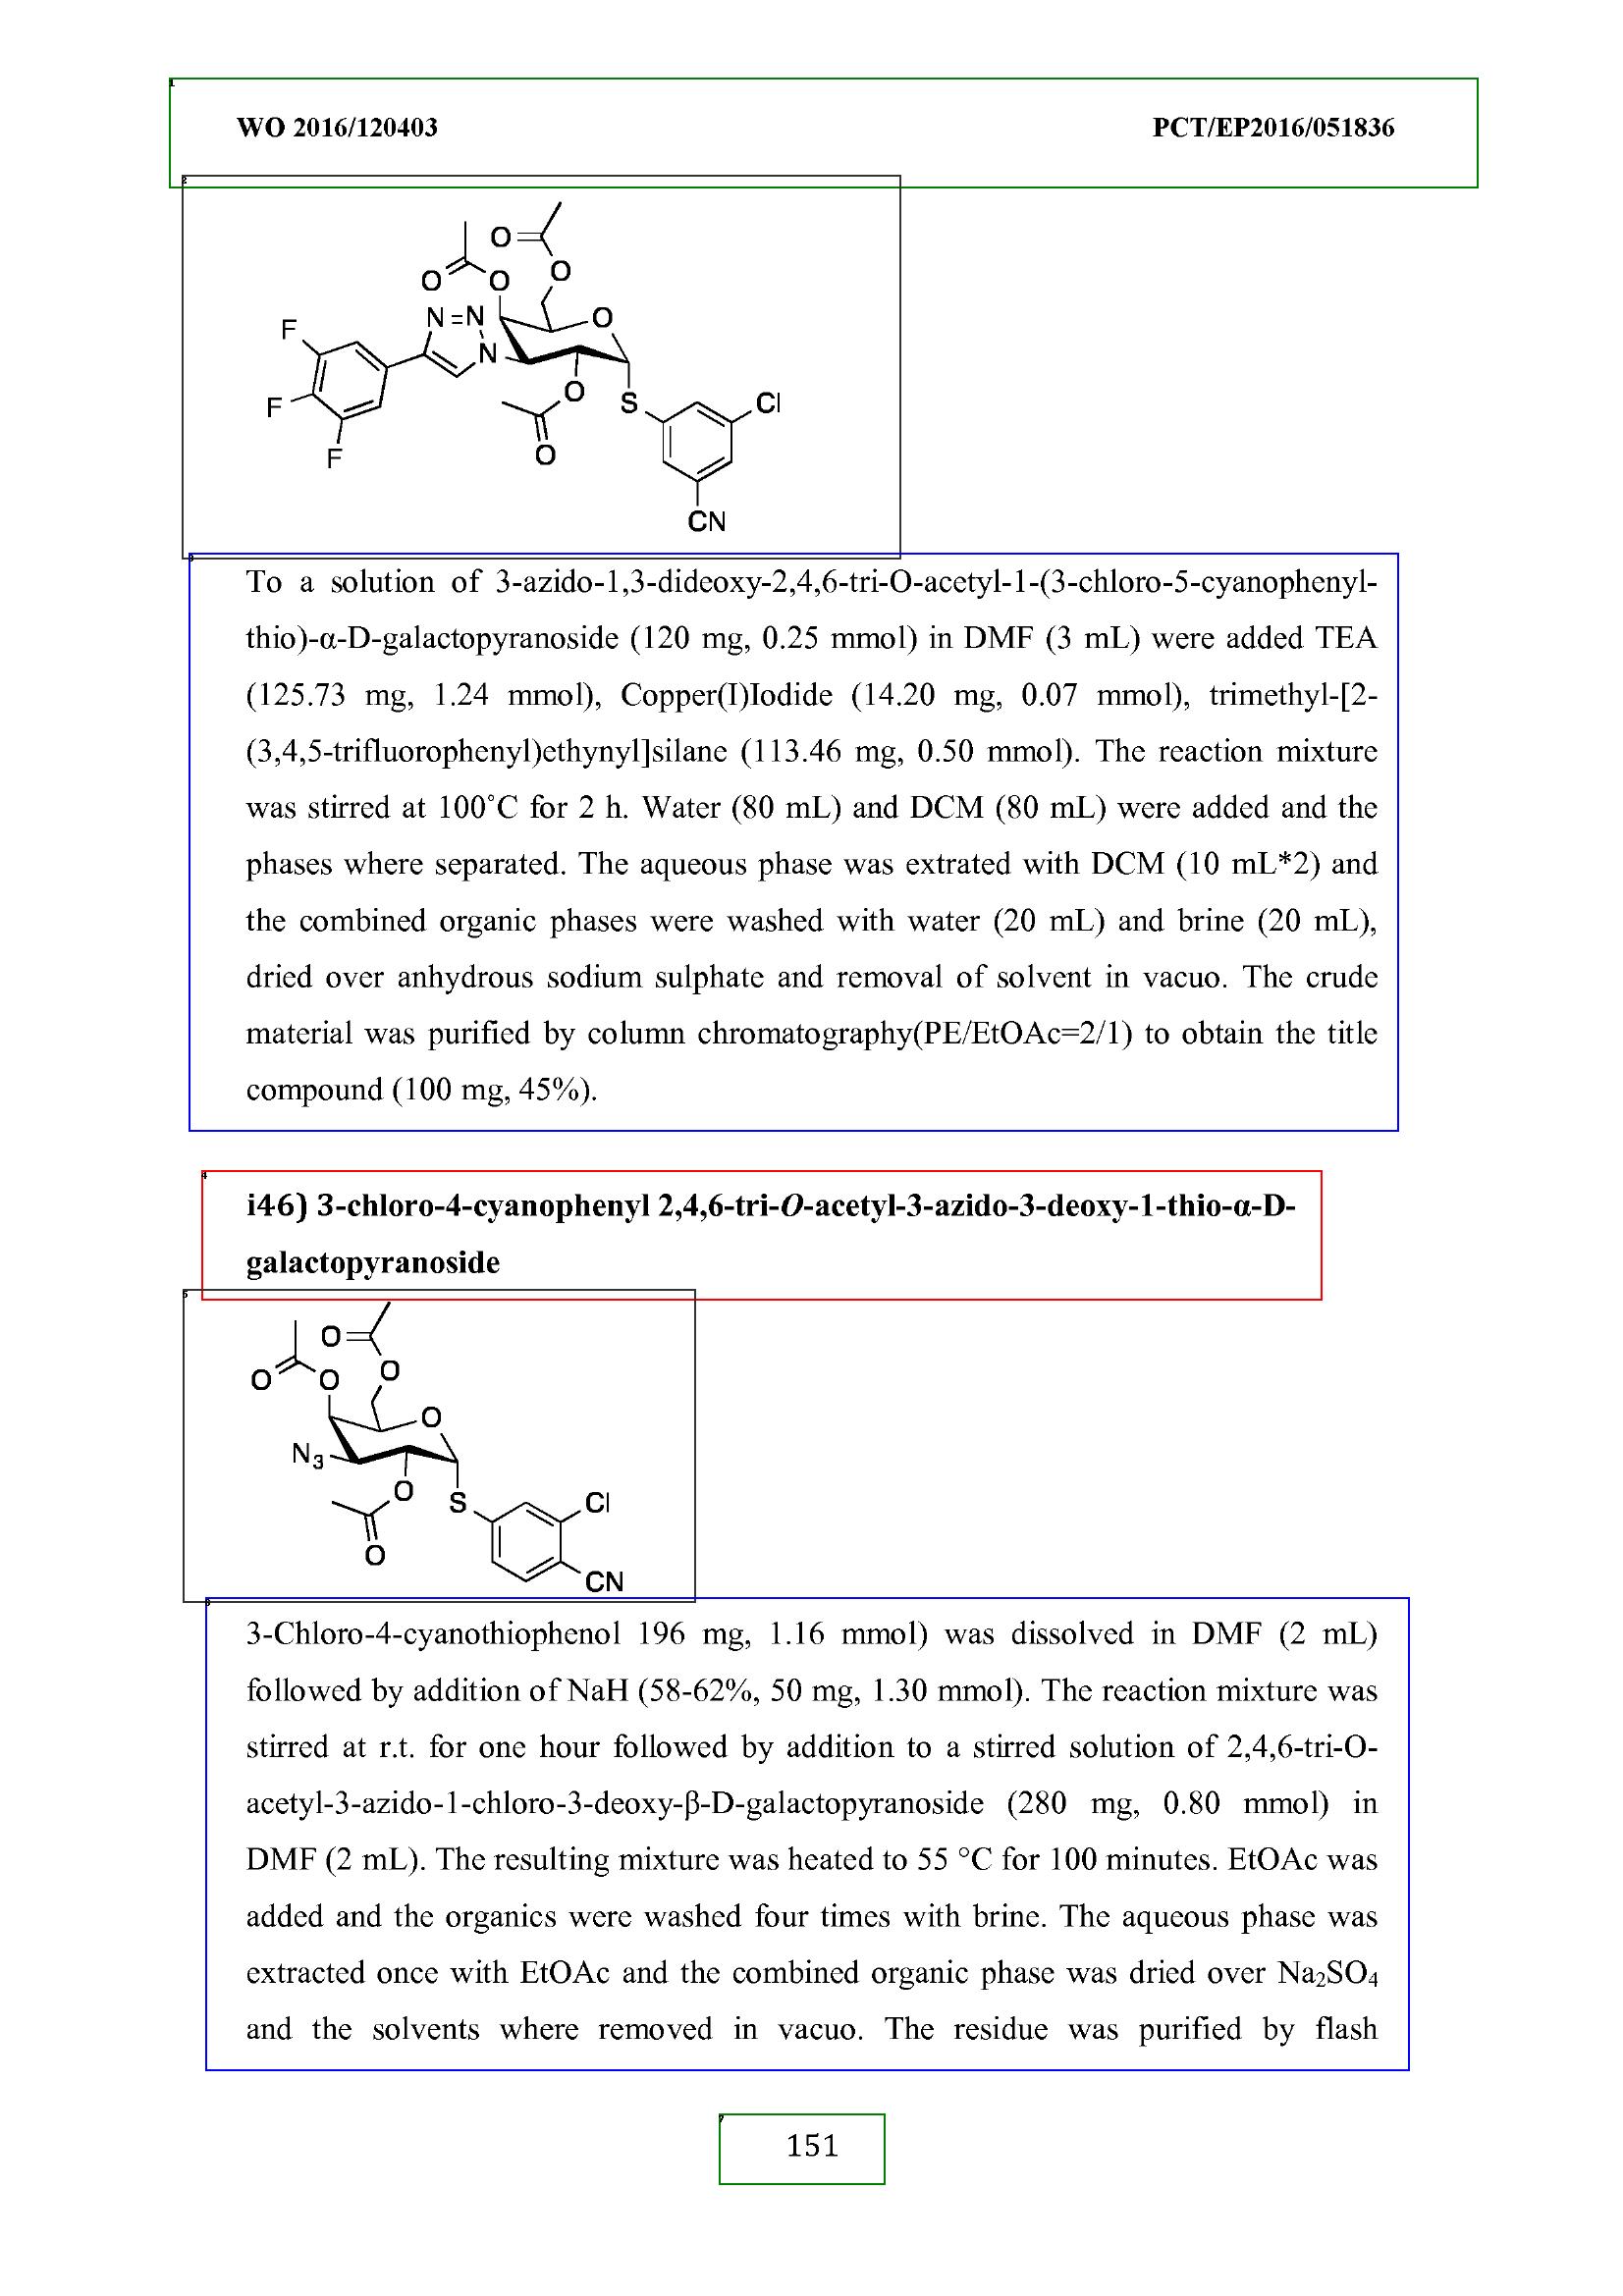 WO 2016/120403 PCT/EP2016/051836
O
O
O
O
N=N
O
F
N
F
O
S
Cl
F
O
CN
To a solution of 3-azido-1,3-dideoxy-2,4,6-tri-O-acetyl-1-(3-chloro-5-cyanophenyl-
thio)-α-D-galactopyranoside (120 mg, 0.25 mmol) in DMF (3 mL) were added TEA
(125.73 mg, 1.24 mmol), Copper(I)Iodide (14.20 mg, 0.07 mmol), trimethyl-[2-
(3,4,5-trifluorophenyl)ethynyl]silane (113.46 mg, 0.50 mmol). The reaction mixture
was stirred at 100˚C for 2 h. Water (80 mL) and DCM (80 mL) were added and the
phases where separated. The aqueous phase was extrated with DCM (10 mL*2) and
the combined organic phases were washed with water (20 mL) and brine (20 mL),
dried over anhydrous sodium sulphate and removal of solvent in vacuo. The crude
material was purified by column chromatography(PE/EtOAc=2/1) to obtain the title
compound (100 mg, 45%).
i46) 3-chloro-4-cyanophenyl 2,4,6-tri-O-acetyl-3-azido-3-deoxy-1-thio-α-D-
galactopyranoside
O
O
O
O
O
N3
O
S
Cl
O
CN
3-Chloro-4-cyanothiophenol 196 mg, 1.16 mmol) was dissolved in DMF (2 mL)
followed by addition of NaH (58-62%, 50 mg, 1.30 mmol). The reaction mixture was
stirred at r.t. for one hour followed by addition to a stirred solution of 2,4,6-tri-O-
acetyl-3-azido-1-chloro-3-deoxy-β-D-galactopyranoside (280 mg, 0.80 mmol) in
DMF (2 mL). The resulting mixture was heated to 55 °C for 100 minutes. EtOAc was
added and the organics were washed four times with brine. The aqueous phase was
extracted once with EtOAc and the combined organic phase was dried over Na₂SO₄
and the solvents where removed in vacuo. The residue was purified by flash
151